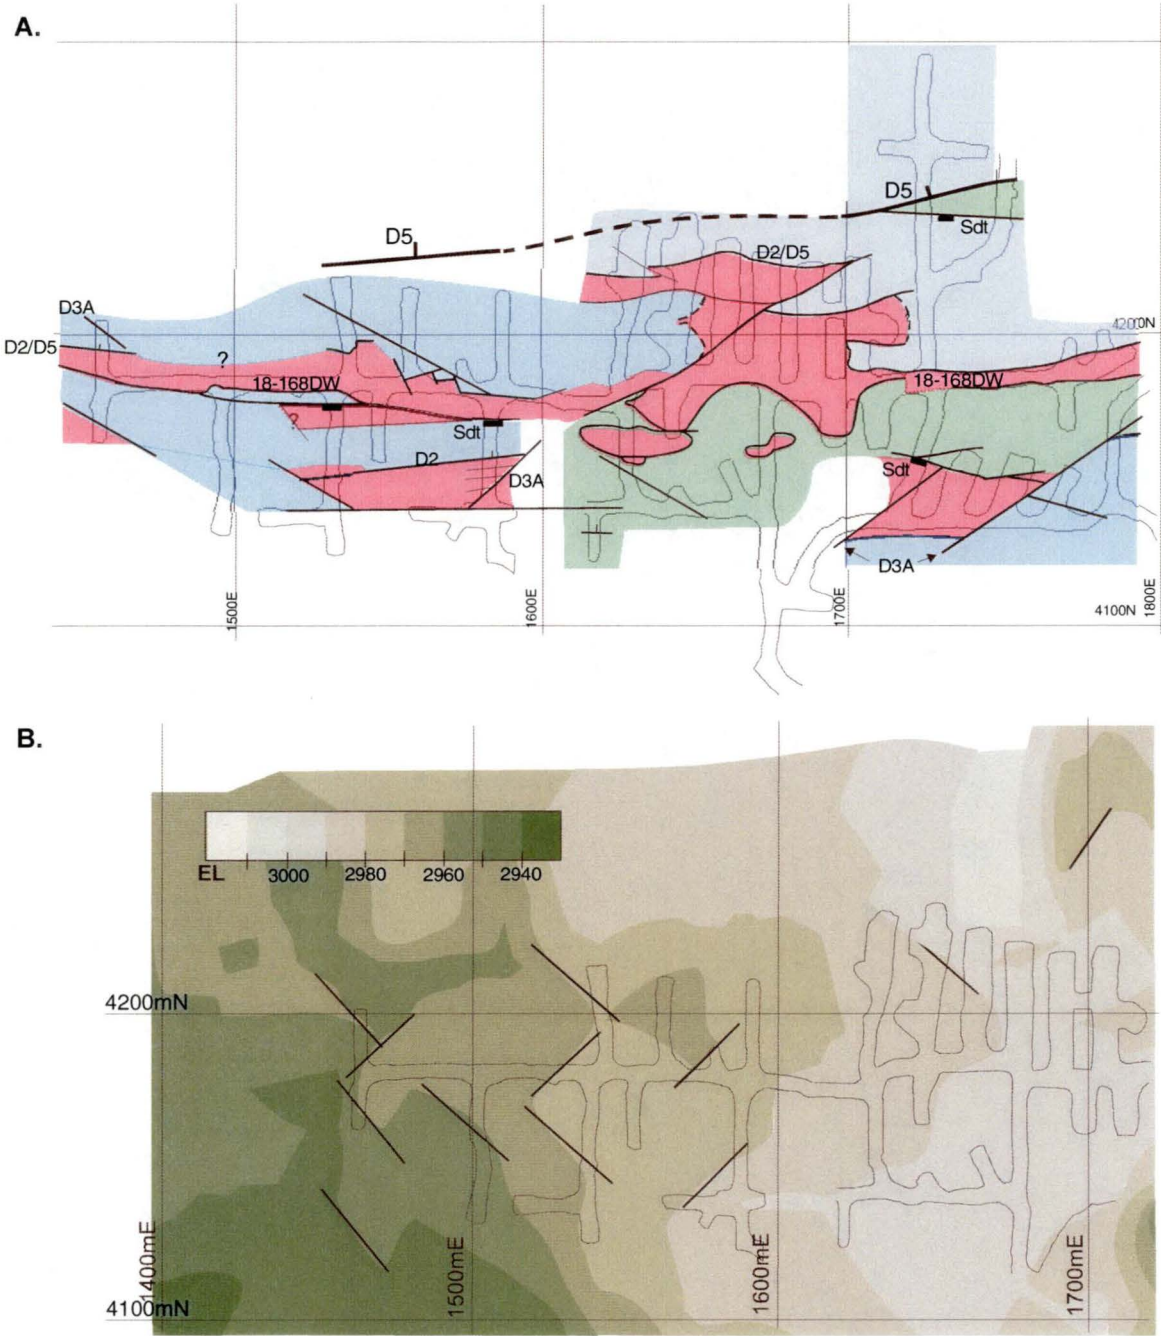 A.
D5
Sdt
D5
D2/D5
D3A
4200N
D2/D5
?
18-168DW
18-168DW
?
Sdt
D2
Sdt
D3A
D3A
1500E
1600E
1700E
1800E
4100N
B.
EL 3000 2980 2960 2940
4200mN
1400mE
1500mE
1600mE
1700mE
4100mN